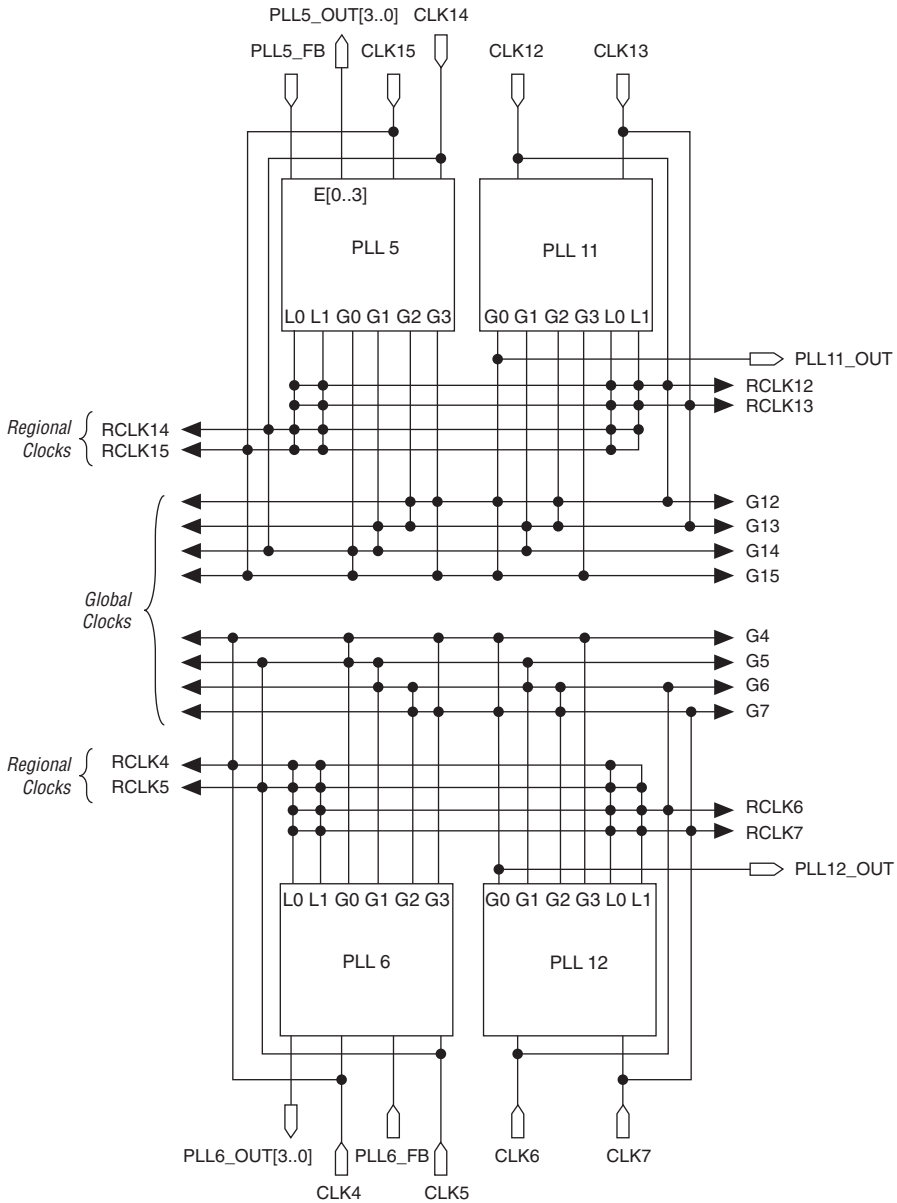 PLL5_OUT[3..0] CLK14
PLL5_FB CLK15 CLK12 CLK13
E[0..3]
PLL 5 PLL 11
L0 L1 G0 G1 G2 G3 G0 G1 G2 G3 L0 L1
PLL11_OUT
RCLK12
RCLK13
Regional
Clocks
RCLK14
RCLK15
G12
G13
G14
G15
Global
Clocks
G4
G5
G6
G7
Regional
Clocks
RCLK4
RCLK5
RCLK6
RCLK7
PLL12_OUT
L0 L1 G0 G1 G2 G3 G0 G1 G2 G3 L0 L1
PLL 6 PLL 12
PLL6_OUT[3..0] PLL6_FB CLK6 CLK7
CLK4 CLK5